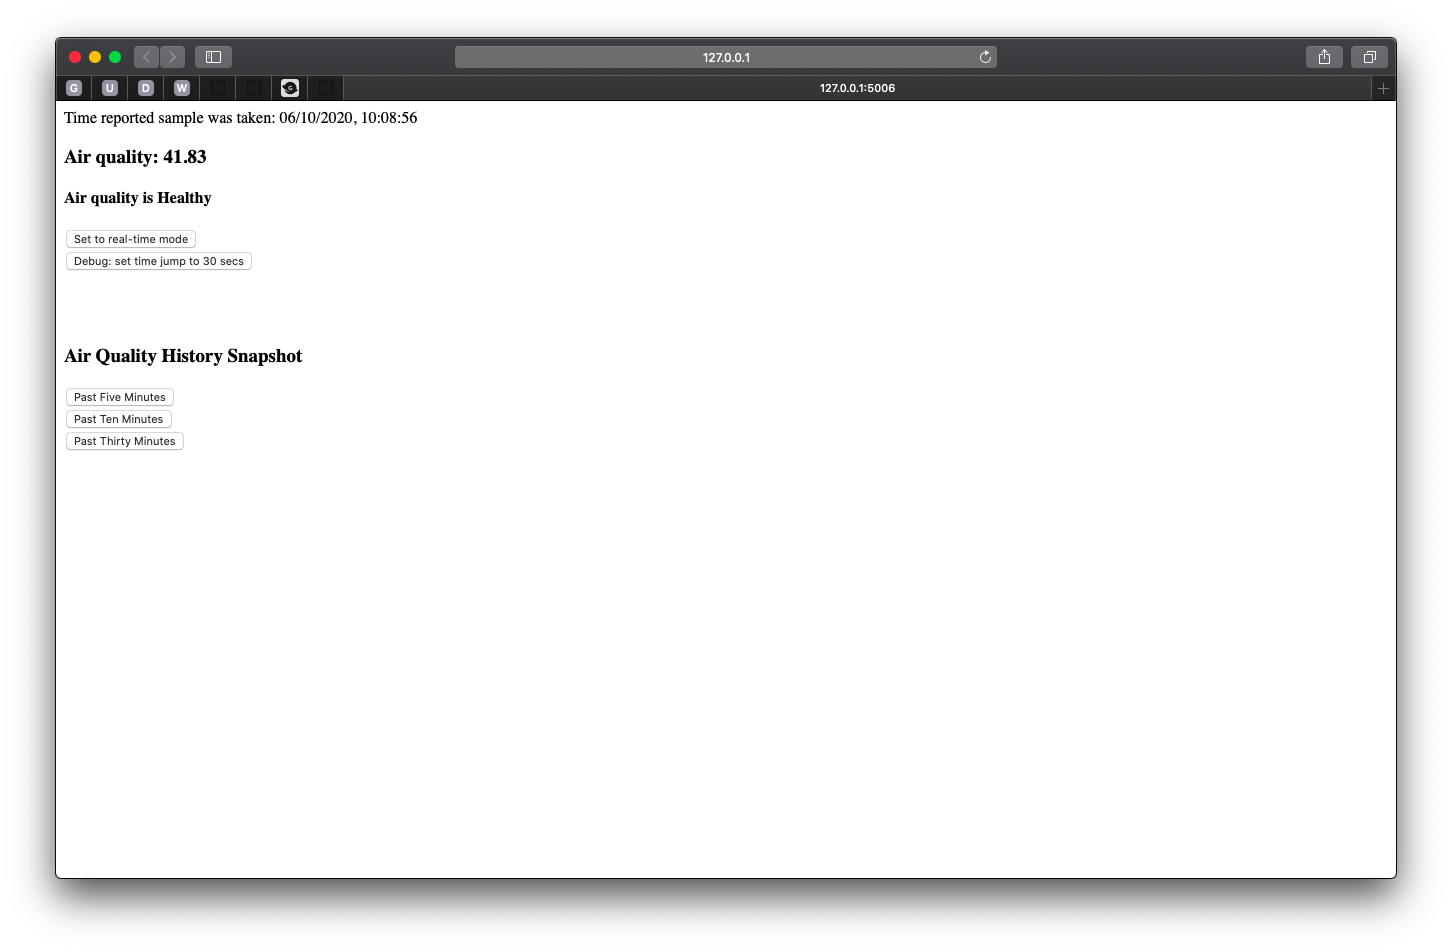 127.0.0.1
G U D W G 127.0.0.1:5006
Time reported sample was taken: 06/10/2020, 10:08:56
Air quality: 41.83
Air quality is Healthy
Set to real-time mode
Debug: set time jump to 30 secs
Air Quality History Snapshot
Past Five Minutes
Past Ten Minutes
Past Thirty Minutes